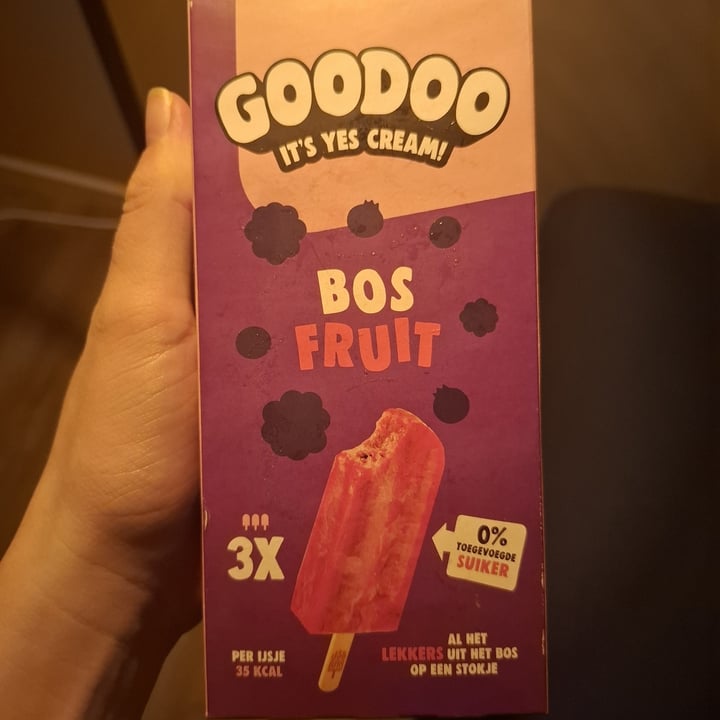 GOODOO
IT'S YES CREAM!
BOS
FRUIT
3X
0%
TOEGEVOEGDE
SUIKER
PER IJSJE
35 KCAL
AL HET
LEKKERS UIT HET BOS
OP EEN STOKJE